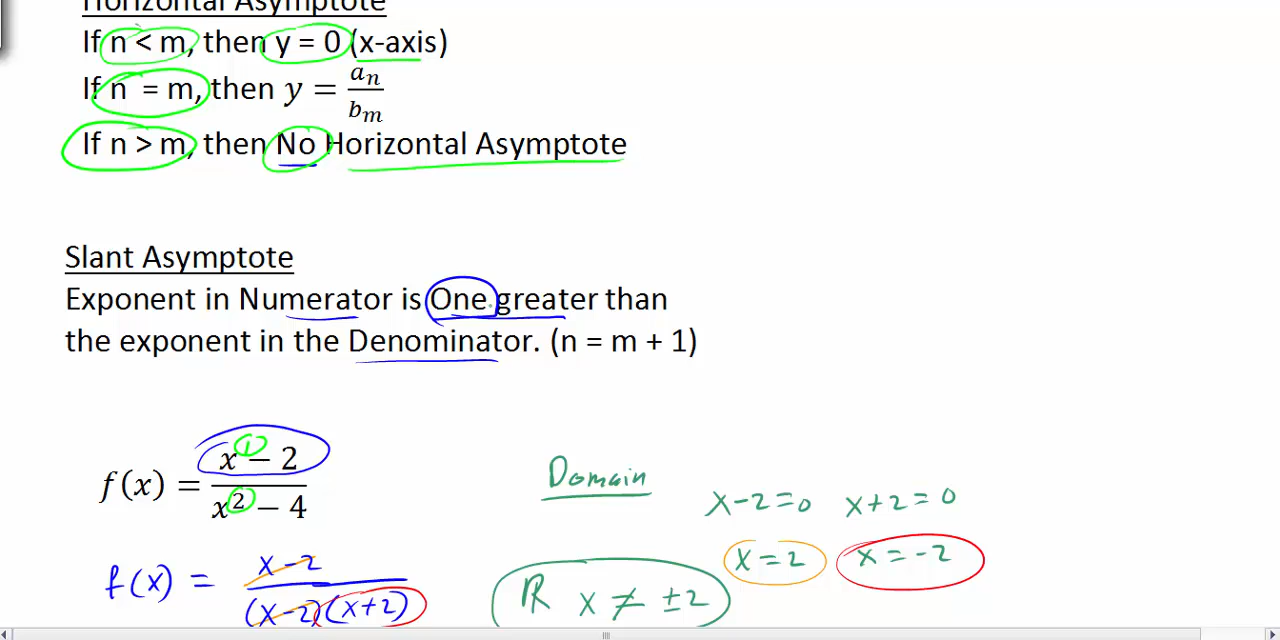 Horizontal Asymptote
If n < m, then y = 0 (x-axis)
If n = m, then y = aₙ/bₘ
If n > m, then No Horizontal Asymptote
Slant Asymptote
Exponent in Numerator is One greater than
the exponent in the Denominator. (n = m + 1)
f(x) = (x¹ − 2)/(x² − 4)
Domain
x−2=0 x+2=0
x=2 x=−2
f(x) = (x−2)/((x−2)(x+2))
ℝ x ≠ ±2